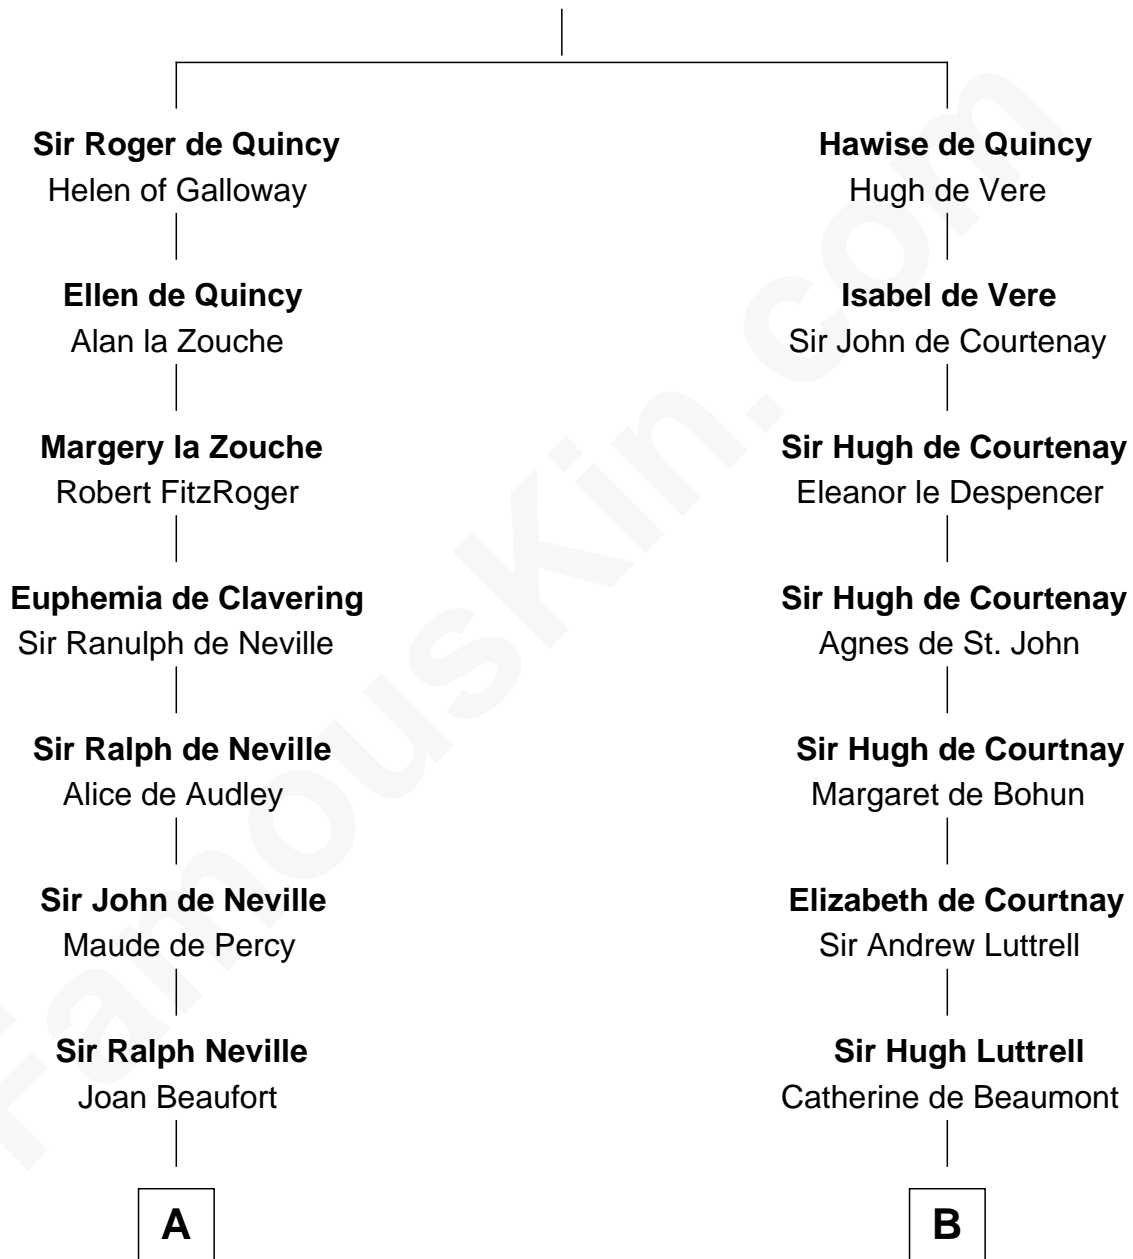 Sir Roger de Quincy
Helen of Galloway
Ellen de Quincy
Alan la Zouche
Margery la Zouche
Robert FitzRoger
Euphemia de Clavering
Sir Ranulph de Neville
Sir Ralph de Neville
Alice de Audley
Sir John de Neville
Maude de Percy
Sir Ralph Neville
Joan Beaufort
A
Hawise de Quincy
Hugh de Vere
Isabel de Vere
Sir John de Courtenay
Sir Hugh de Courtenay
Eleanor le Despencer
Sir Hugh de Courtenay
Agnes de St. John
Sir Hugh de Courtnay
Margaret de Bohun
Elizabeth de Courtnay
Sir Andrew Luttrell
Sir Hugh Luttrell
Catherine de Beaumont
B
FamousKin.com